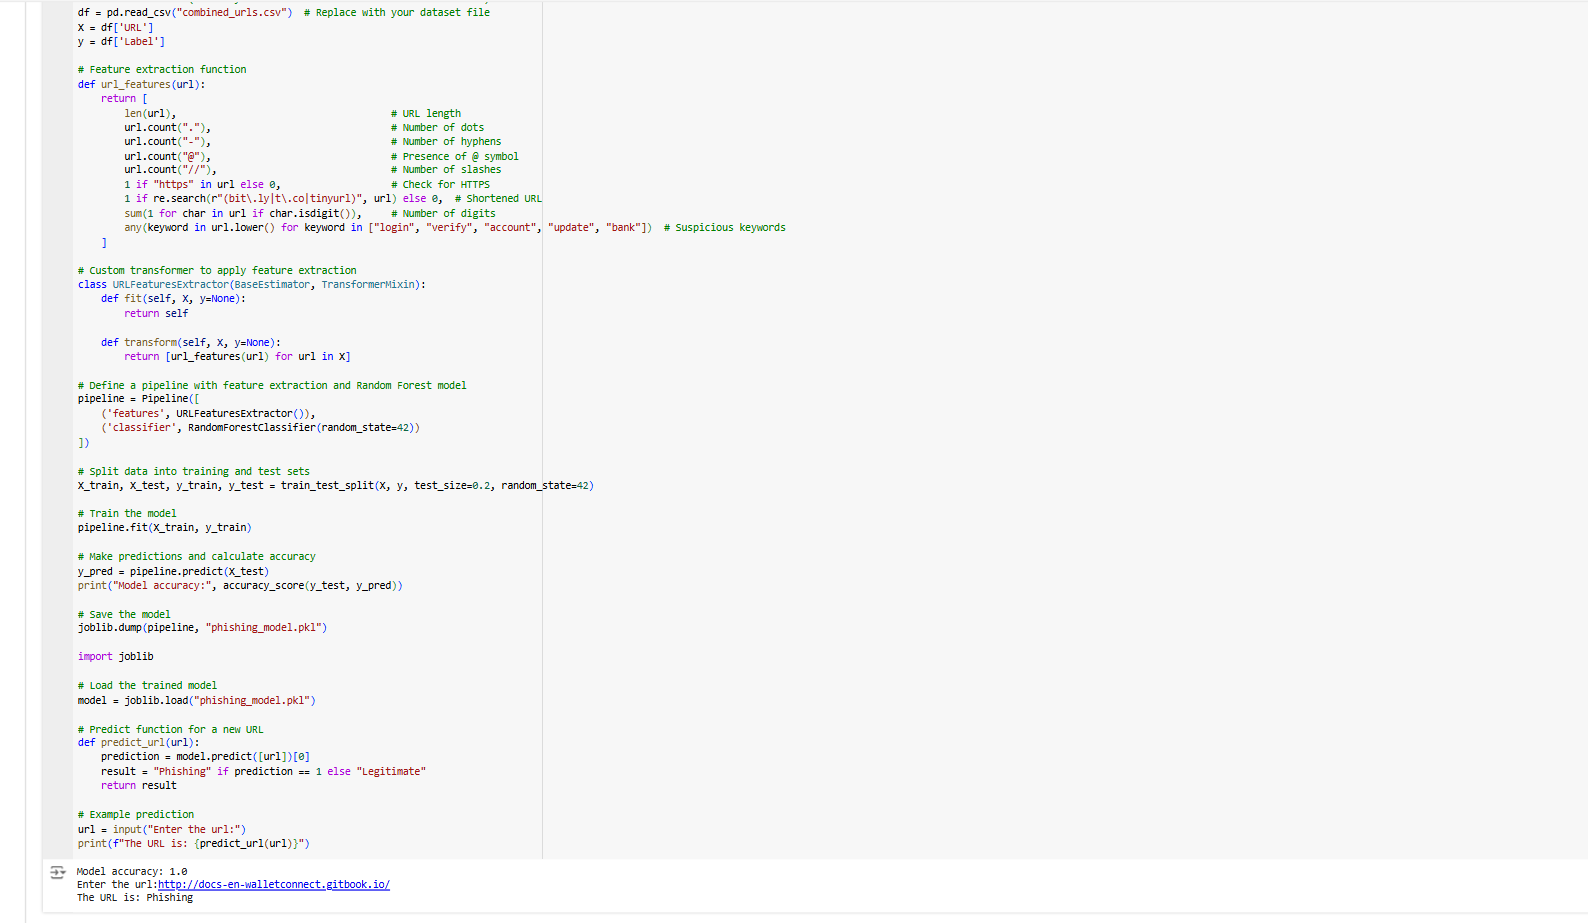 df = pd.read_csv("combined_urls.csv")  # Replace with your dataset file
X = df['URL']
y = df['Label']

# Feature extraction function
def url_features(url):
    return [
        len(url),                                     # URL length
        url.count("."),                               # Number of dots
        url.count("-"),                               # Number of hyphens
        url.count("@"),                               # Presence of @ symbol
        url.count("//"),                              # Number of slashes
        1 if "https" in url else 0,                   # Check for HTTPS
        1 if re.search(r"(bit\.ly|t\.co|tinyurl)", url) else 0,  # Shortened URL
        sum(1 for char in url if char.isdigit()),     # Number of digits
        any(keyword in url.lower() for keyword in ["login", "verify", "account", "update", "bank"])  # Suspicious keywords
    ]

# Custom transformer to apply feature extraction
class URLFeaturesExtractor(BaseEstimator, TransformerMixin):
    def fit(self, X, y=None):
        return self

    def transform(self, X, y=None):
        return [url_features(url) for url in X]

# Define a pipeline with feature extraction and Random Forest model
pipeline = Pipeline([
    ('features', URLFeaturesExtractor()),
    ('classifier', RandomForestClassifier(random_state=42))
])

# Split data into training and test sets
X_train, X_test, y_train, y_test = train_test_split(X, y, test_size=0.2, random_state=42)

# Train the model
pipeline.fit(X_train, y_train)

# Make predictions and calculate accuracy
y_pred = pipeline.predict(X_test)
print("Model accuracy:", accuracy_score(y_test, y_pred))

# Save the model
joblib.dump(pipeline, "phishing_model.pkl")

import joblib

# Load the trained model
model = joblib.load("phishing_model.pkl")

# Predict function for a new URL
def predict_url(url):
    prediction = model.predict([url])[0]
    result = "Phishing" if prediction == 1 else "Legitimate"
    return result

# Example prediction
url = input("Enter the url:")
print(f"The URL is: {predict_url(url)}")
Model accuracy: 1.0
Enter the url:http://docs-en-walletconnect.gitbook.io/
The URL is: Phishing